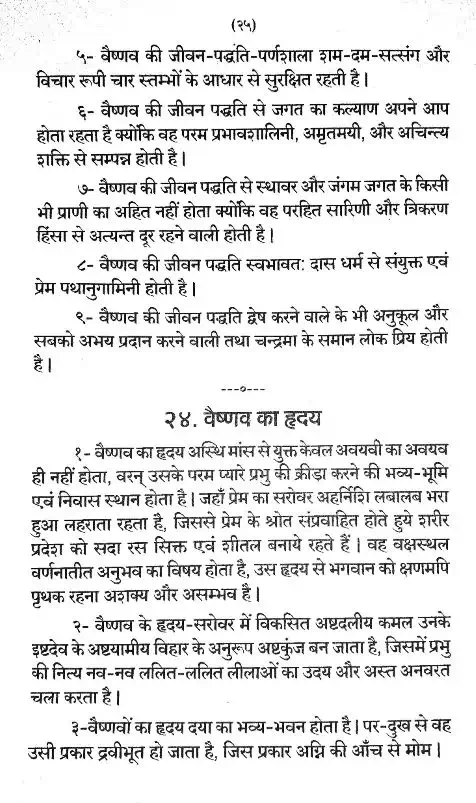 (२५)
५- वैष्णव की जीवन-पद्धति-पर्णशाला शम-दम-सत्संग और
विचार रूपी चार स्तम्भों के आधार से सुरक्षित रहती है।
६- वैष्णव की जीवन पद्धति से जगत का कल्याण अपने आप
होता रहता है क्योंकि वह परम प्रभावशालिनी, अमृतमयी, और अचिन्त्य
शक्ति से सम्पन्न होती है।
७- वैष्णव की जीवन पद्धति से स्थावर और जंगम जगत के किसी
भी प्राणी का अहित नहीं होता क्योंकि वह परहित सारिणी और त्रिकरण
हिंसा से अत्यन्त दूर रहने वाली होती है।
८- वैष्णव की जीवन पद्धति स्वभावत: दास धर्म से संयुक्त एवं
प्रेम पथानुगामिनी होती है।
९- वैष्णव की जीवन पद्धति द्वेष करने वाले के भी अनुकूल और
सबको अभय प्रदान करने वाली तथा चन्द्रमा के समान लोक प्रिय होती
है।
---०---
२४. वैष्णव का हृदय
१- वैष्णव का हृदय अस्थि मांस से युक्त केवल अवयवी का अवयव
ही नहीं होता, वरन् उसके परम प्यारे प्रभु की क्रीड़ा करने की भव्य-भूमि
एवं निवास स्थान होता है। जहाँ प्रेम का सरोवर अहर्निशि लबालब भरा
हुआ लहराता रहता है, जिससे प्रेम के श्रोत संप्रवाहित होते हुये शरीर
प्रदेश को सदा रस सिक्त एवं शीतल बनाये रहते हैं। वह वक्षस्थल
वर्णनातीत अनुभव का विषय होता है, उस हृदय से भगवान को क्षणमपि
पृथक रहना अशक्य और असम्भव है।
२- वैष्णव के हृदय-सरोवर में विकसित अष्टदलीय कमल उनके
इष्टदेव के अष्टयामीय विहार के अनुरूप अष्टकुंज बन जाता है, जिसमें प्रभु
की नित्य नव-नव ललित-ललित लीलाओं का उदय और अस्त अनवरत
चला करता है।
३-वैष्णवों का हृदय दया का भव्य-भवन होता है। पर-दुख से वह
उसी प्रकार द्रवीभूत हो जाता है, जिस प्रकार अग्नि की आँच से मोम।